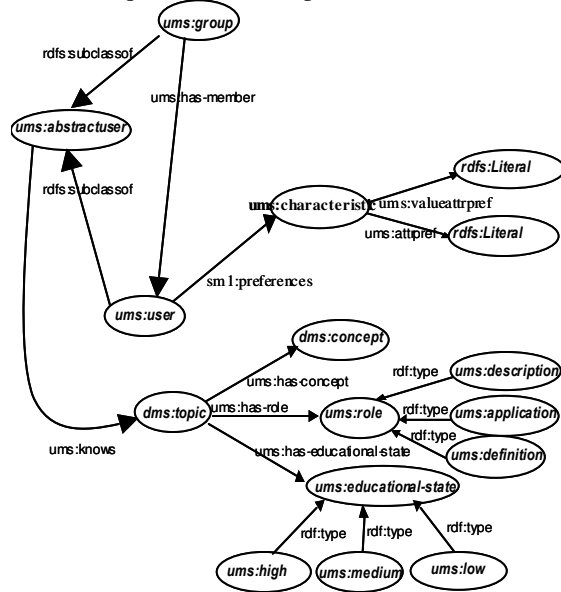 ums:group
rdfs:subclassof
ums:has-member
ums:abstractuser
rdfs:subclassof
rdfs:Literal
ums:characteristic
ums:valueattrpref
ums:attrpref
rdfs:Literal
sm1:preferences
ums:user
dms:concept
ums:has-concept
rdf:type
ums:description
dms:topic
ums:has-role
ums:role
rdf:type
ums:application
rdf:type
ums:definition
ums:knows
ums:has-educational-state
ums:educational-state
rdf:type
rdf:type
rdf:type
ums:high
ums:medium
ums:low